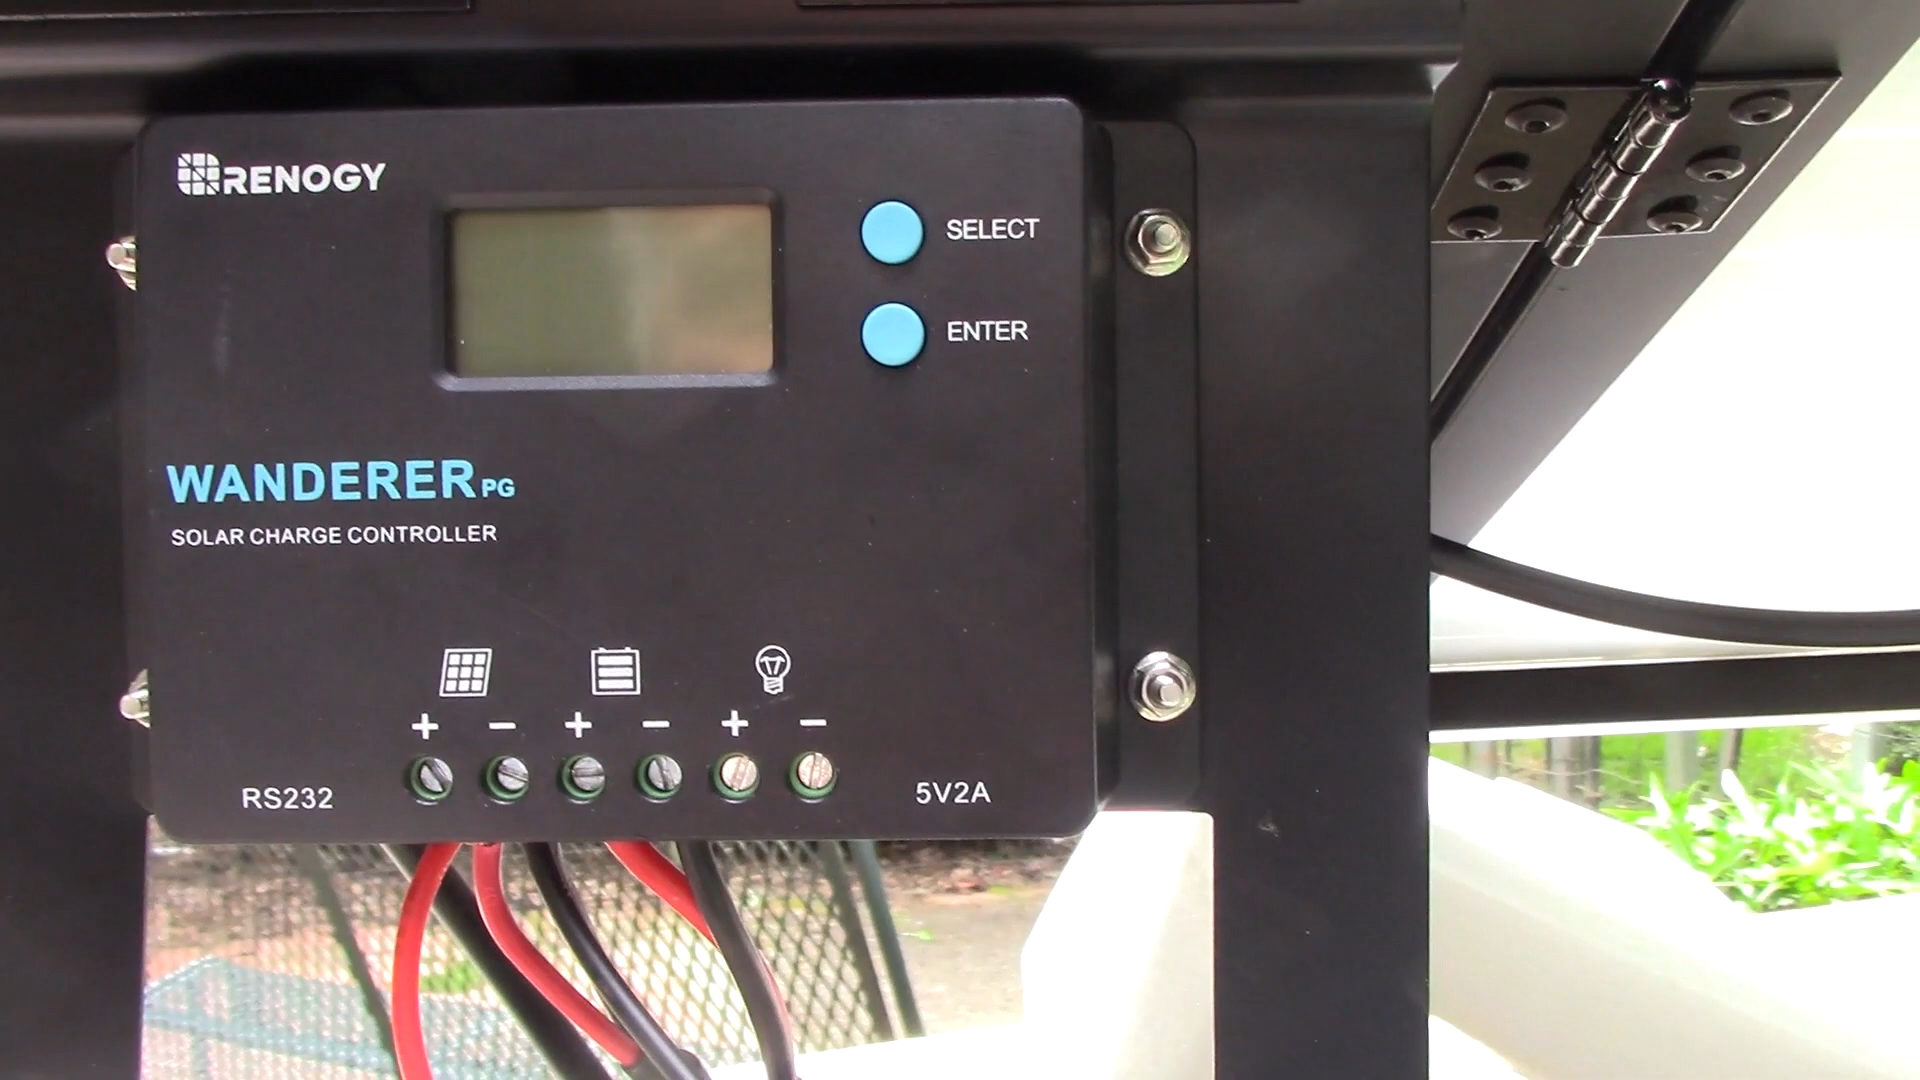 RENOGY
SELECT
ENTER
WANDERER PG
SOLAR CHARGE CONTROLLER
+ − + − + −
RS232
5V2A